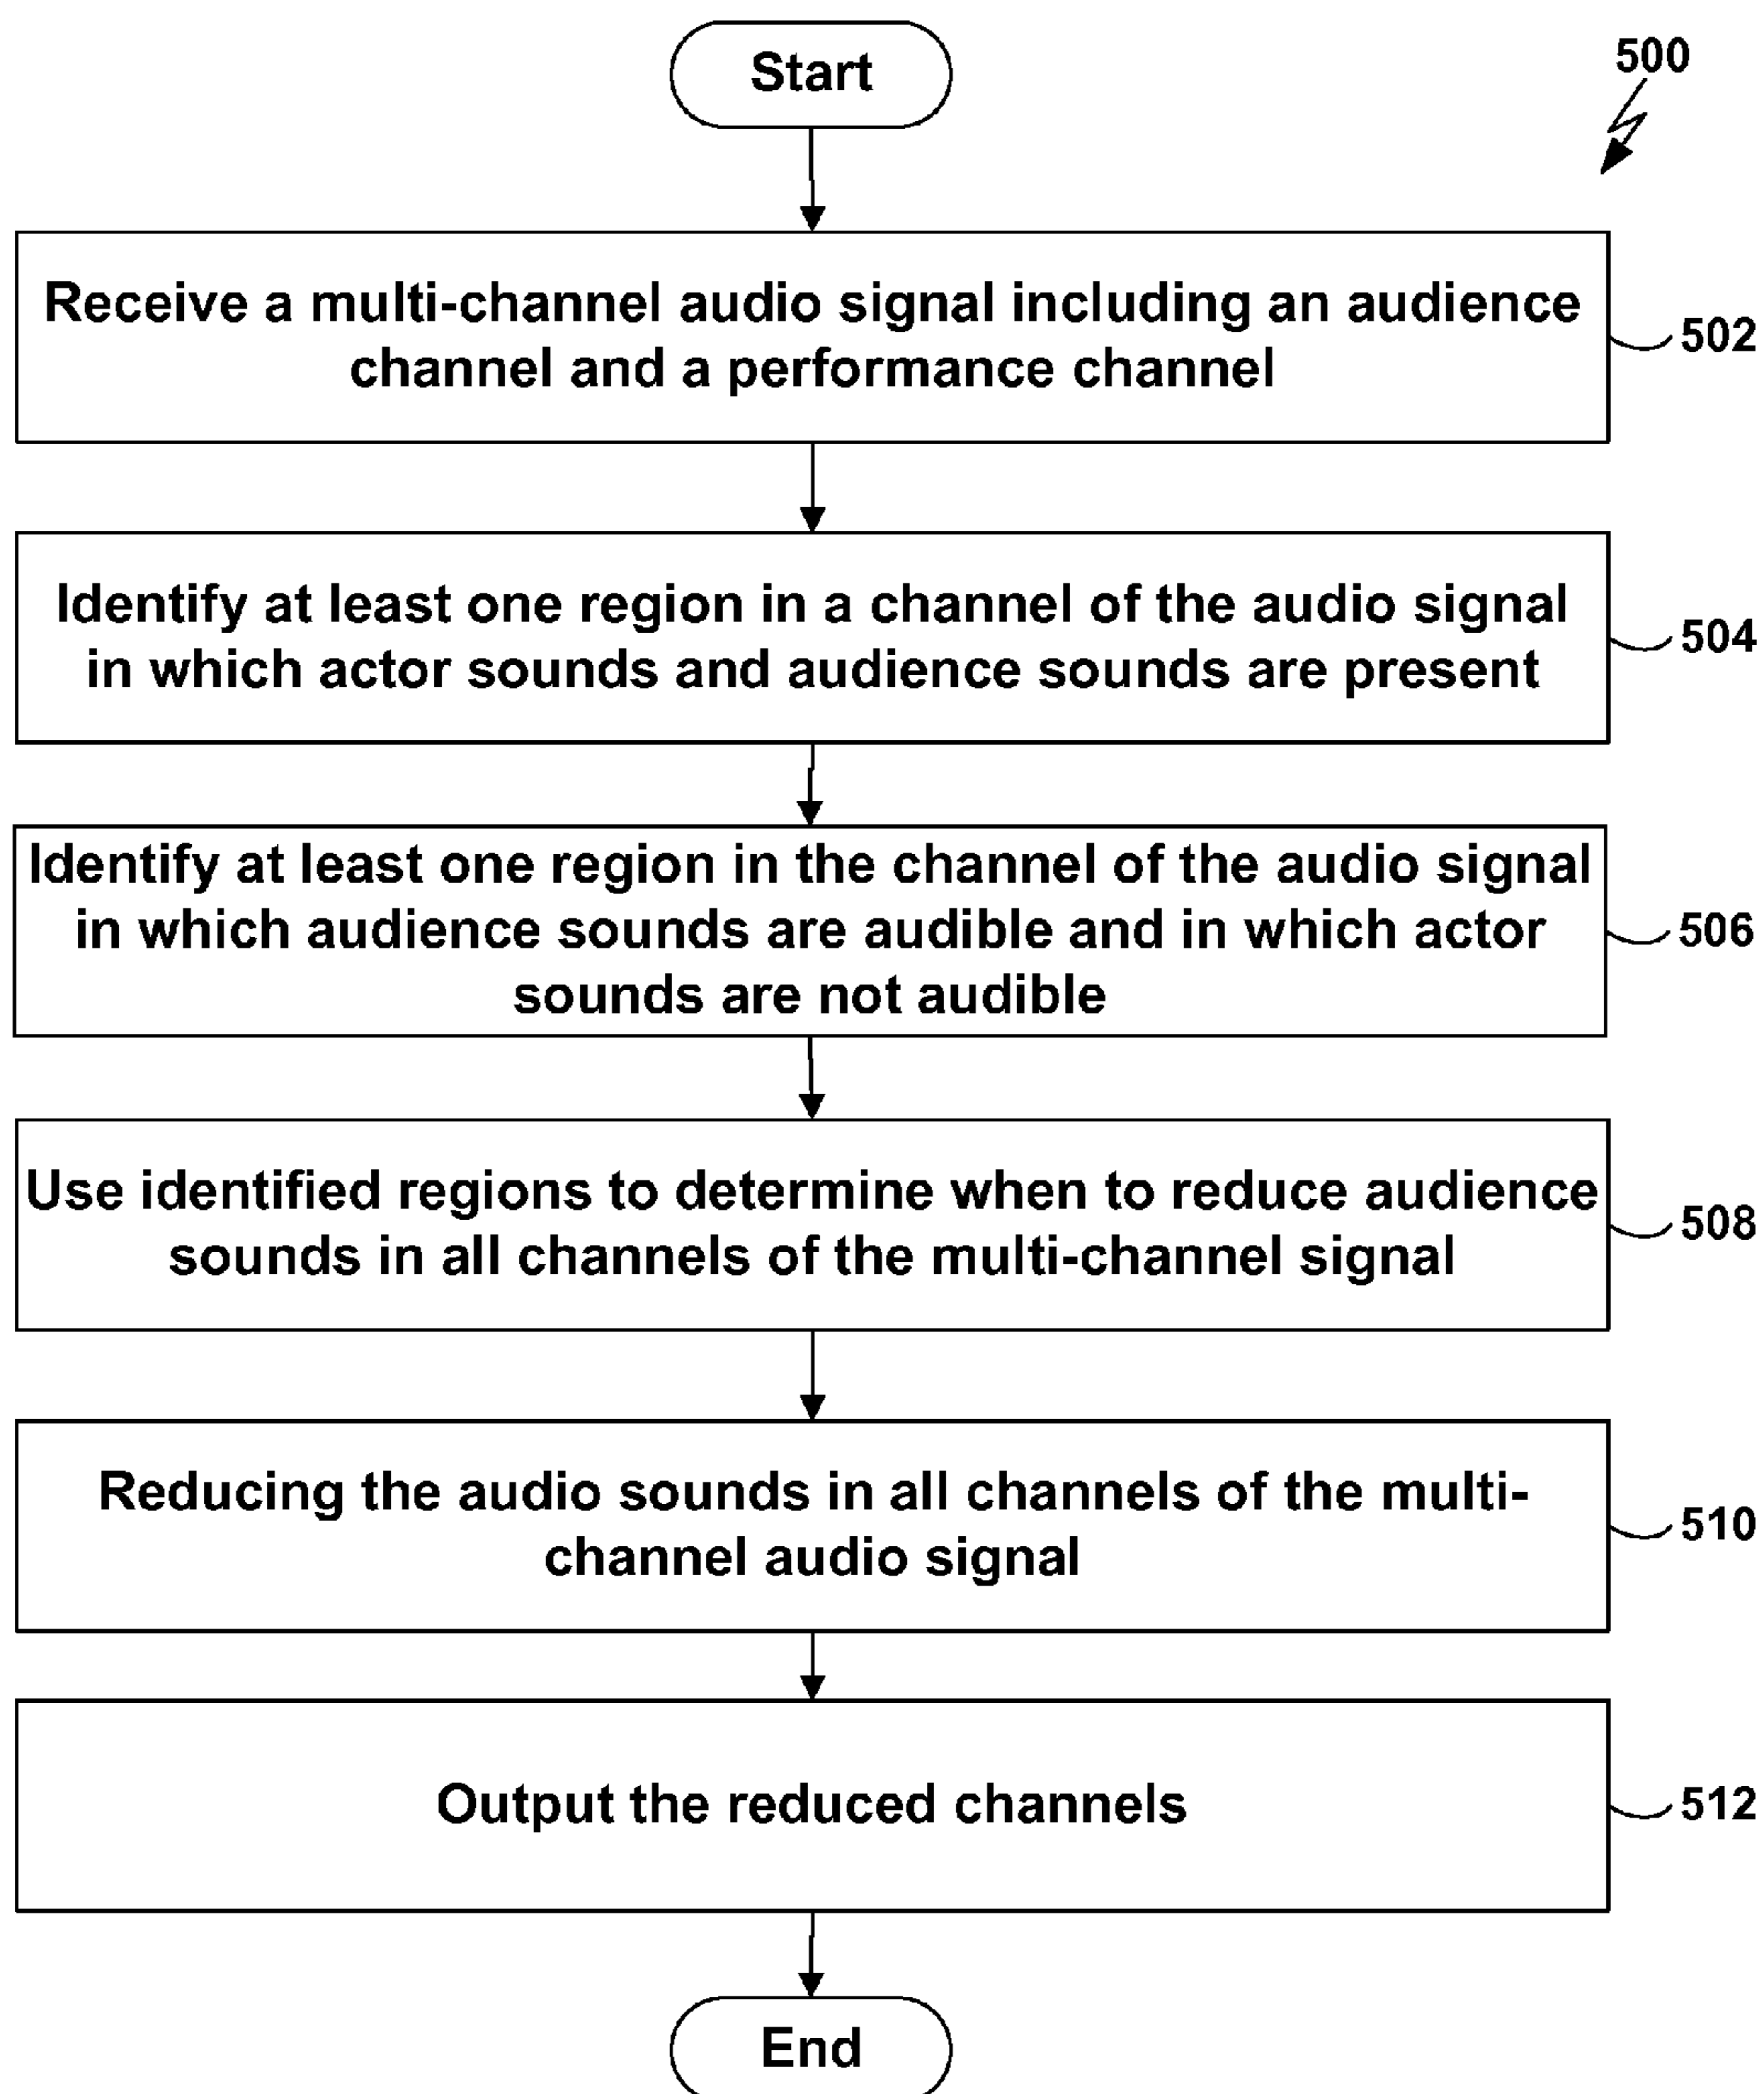 Start
500
Receive a multi-channel audio signal including an audience
channel and a performance channel
502
Identify at least one region in a channel of the audio signal
in which actor sounds and audience sounds are present
504
Identify at least one region in the channel of the audio signal
in which audience sounds are audible and in which actor
sounds are not audible
506
Use identified regions to determine when to reduce audience
sounds in all channels of the multi-channel signal
508
Reducing the audio sounds in all channels of the multi-
channel audio signal
510
Output the reduced channels
512
End